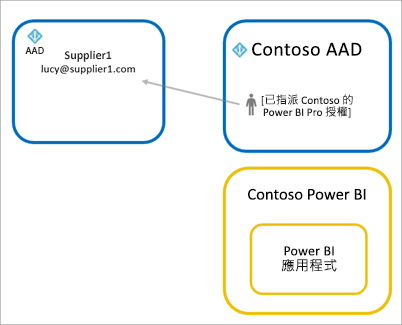 AAD
Supplier1
lucy@supplier1.com
Contoso AAD
[已指派 Contoso 的
Power BI Pro 授權]
Contoso Power BI
Power BI
應用程式